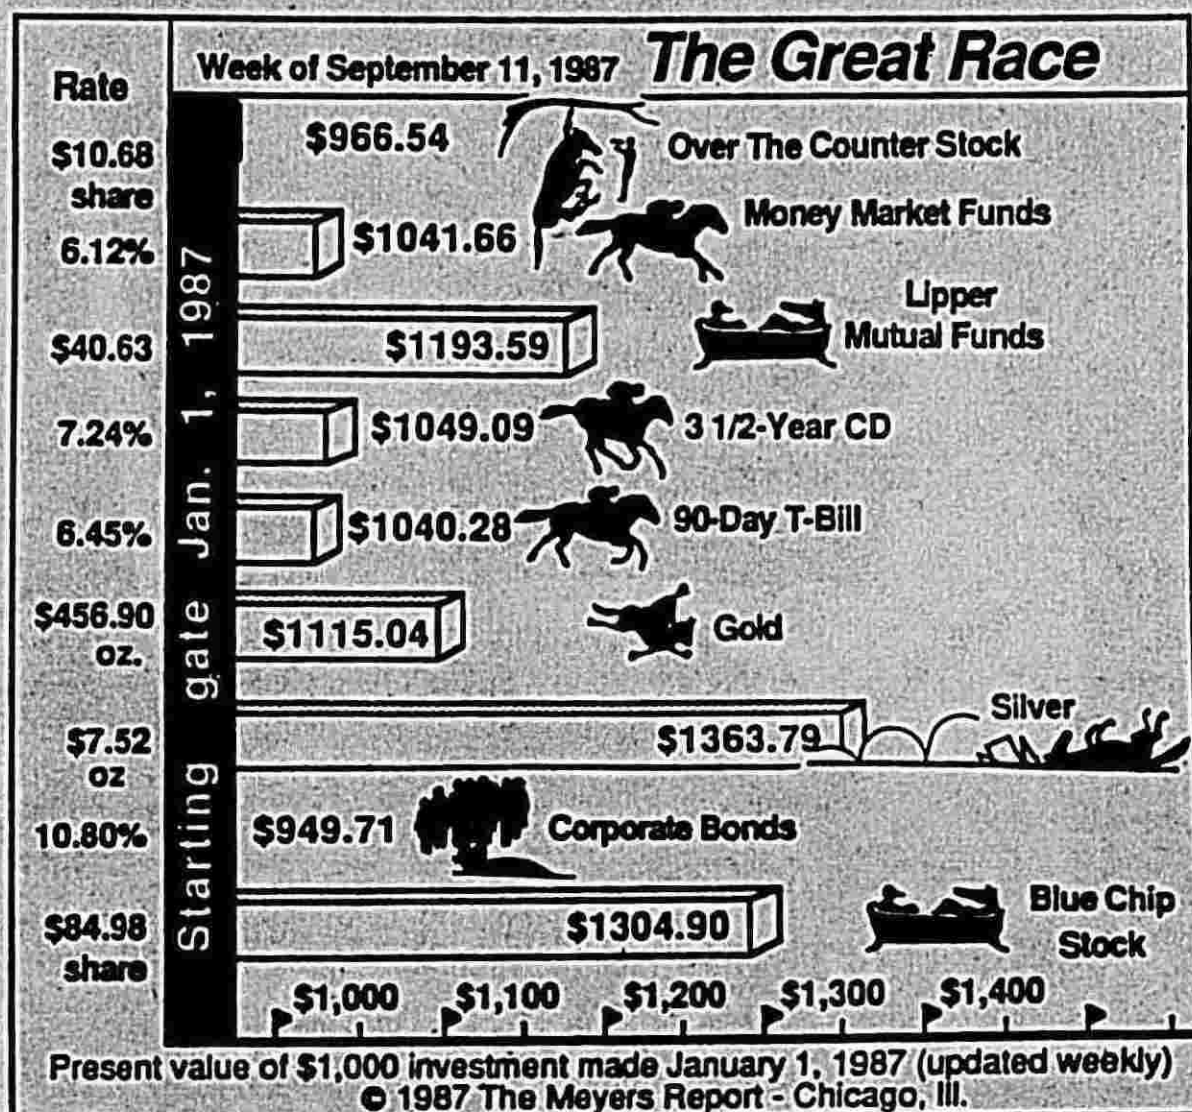 Week of September 11, 1987 The Great Race
Rate
Starting gate Jan. 1, 1987
$10.68
share
$966.54 Over The Counter Stock
6.12% $1041.66 Money Market Funds
$40.63 $1193.59 Lipper
Mutual Funds
7.24% $1049.09 3 1/2-Year CD
6.45% $1040.28 90-Day T-Bill
$456.90
oz.
$1115.04 Gold
$7.52
oz
$1363.79 Silver
10.80% $949.71 Corporate Bonds
$84.98
share
$1304.90 Blue Chip
Stock
$1,000 $1,100 $1,200 $1,300 $1,400
Present value of $1,000 investment made January 1, 1987 (updated weekly)
© 1987 The Meyers Report - Chicago, Ill.